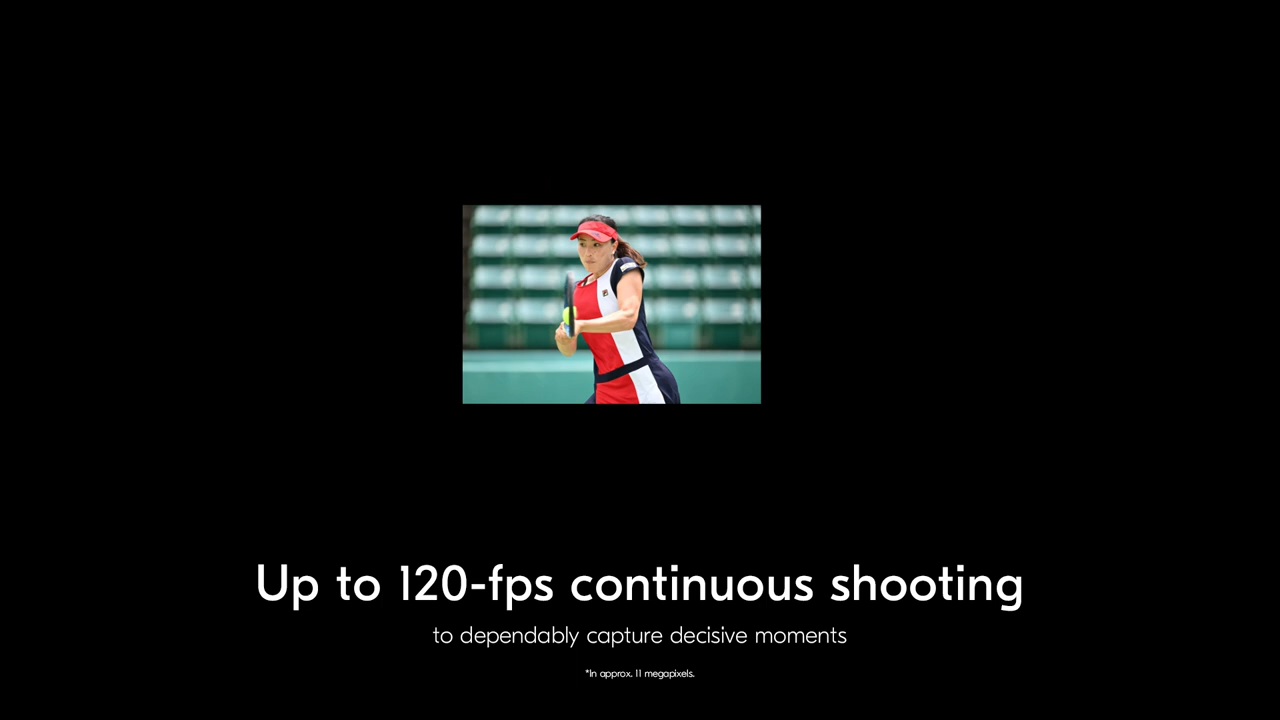 Up to 120-fps continuous shooting
to dependably capture decisive moments
*In approx. 11 megapixels.